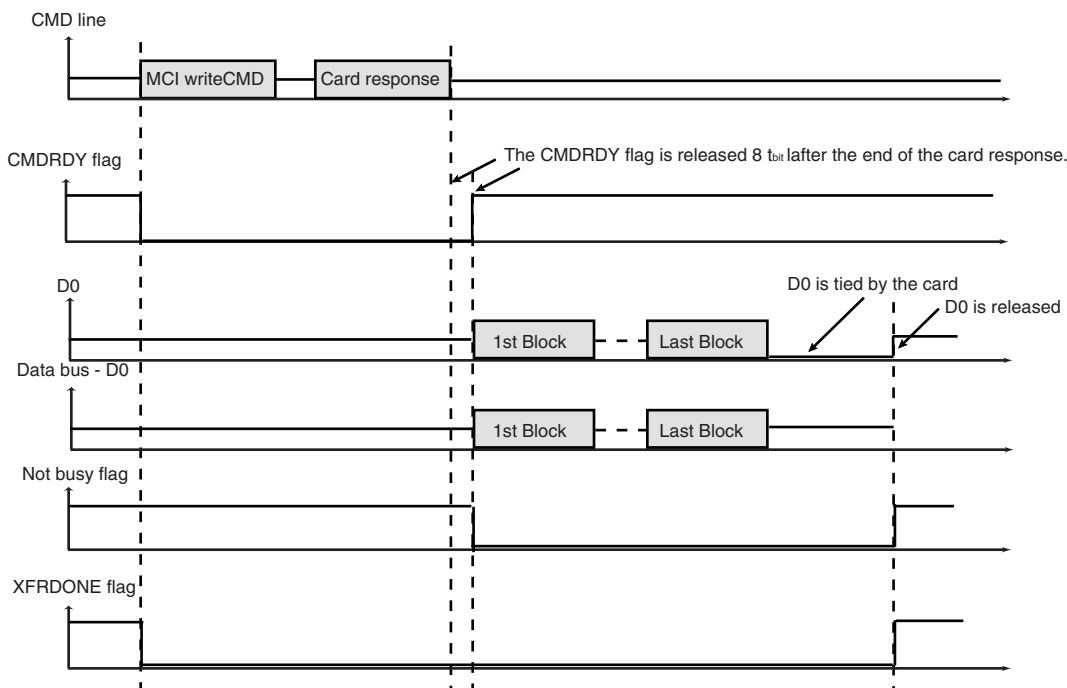 CMD line
MCI writeCMD
Card response
CMDRDY flag
The CMDRDY flag is released 8 tbit lafter the end of the card response.
D0
D0 is tied by the card
D0 is released
1st Block
Last Block
Data bus - D0
1st Block
Last Block
Not busy flag
XFRDONE flag